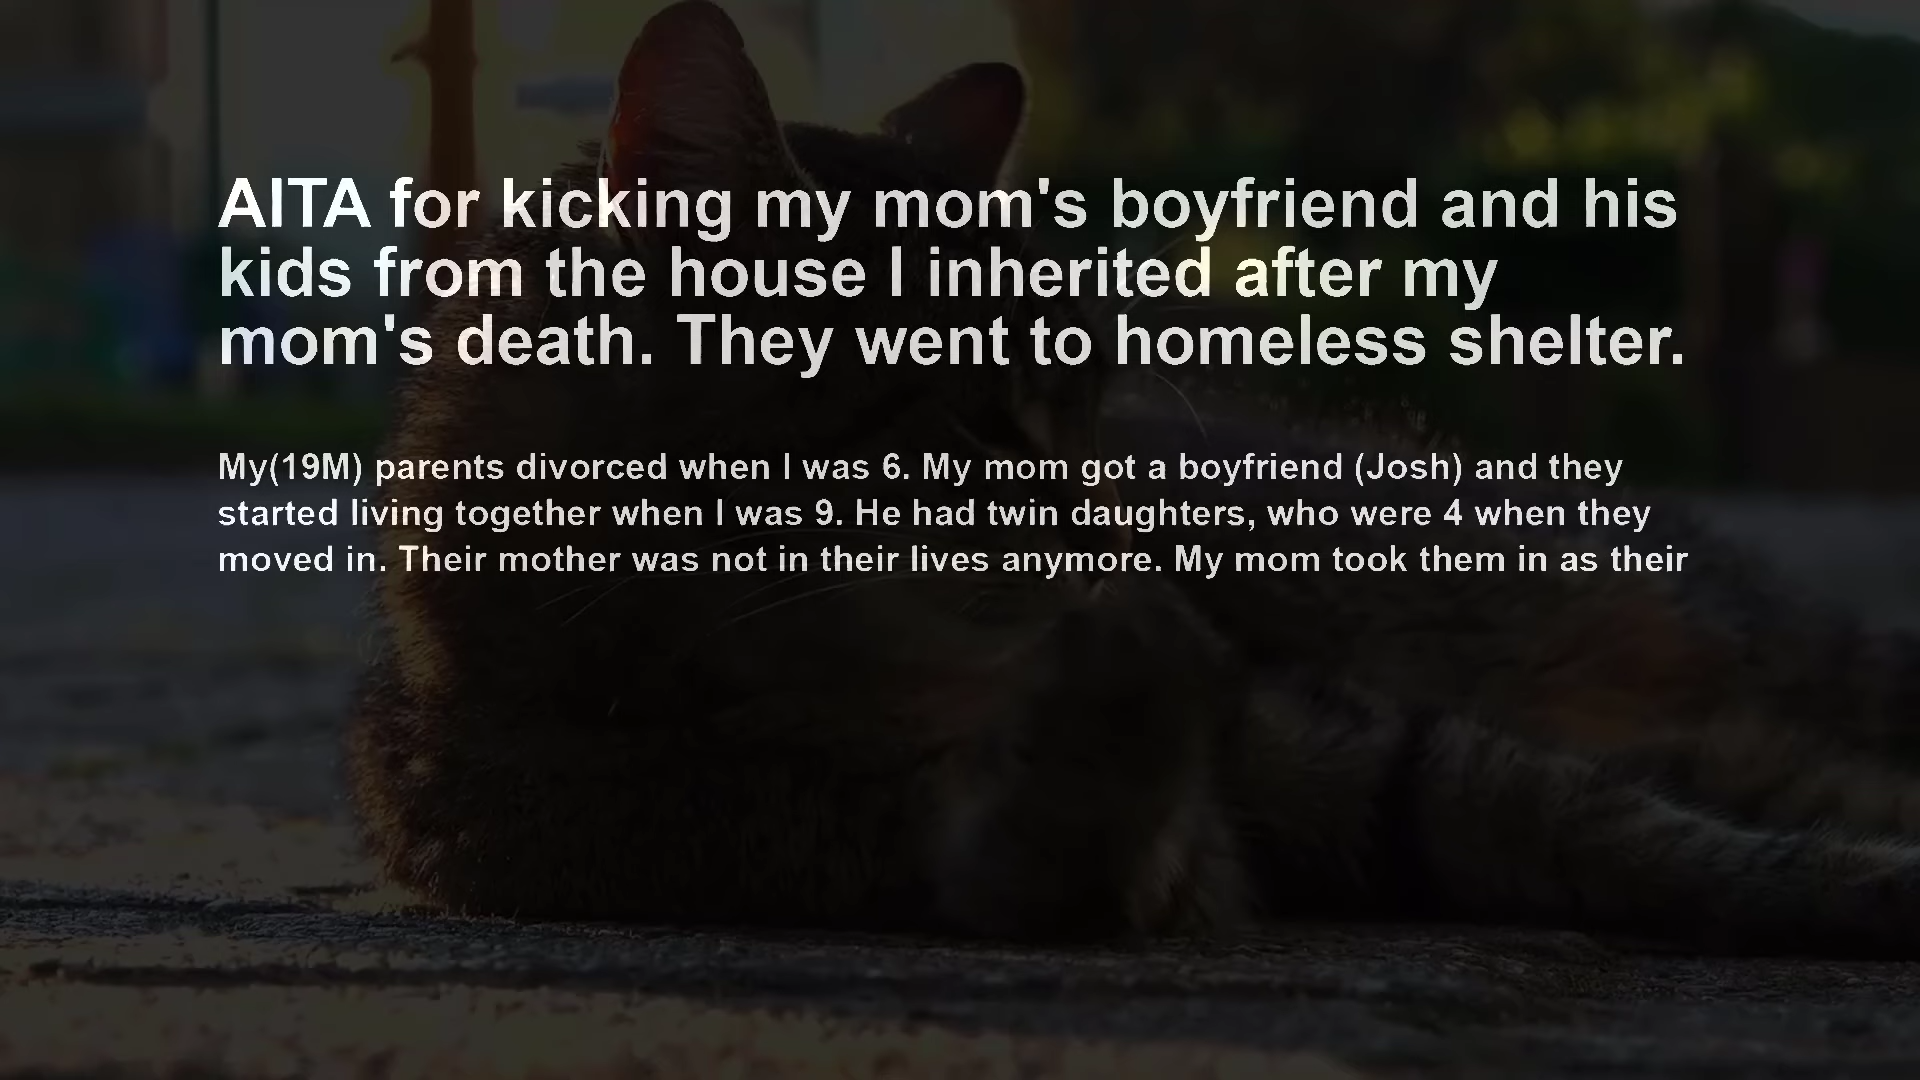 AITA for kicking my mom's boyfriend and his
kids from the house I inherited after my
mom's death. They went to homeless shelter.
My(19M) parents divorced when I was 6. My mom got a boyfriend (Josh) and they
started living together when I was 9. He had twin daughters, who were 4 when they
moved in. Their mother was not in their lives anymore. My mom took them in as their